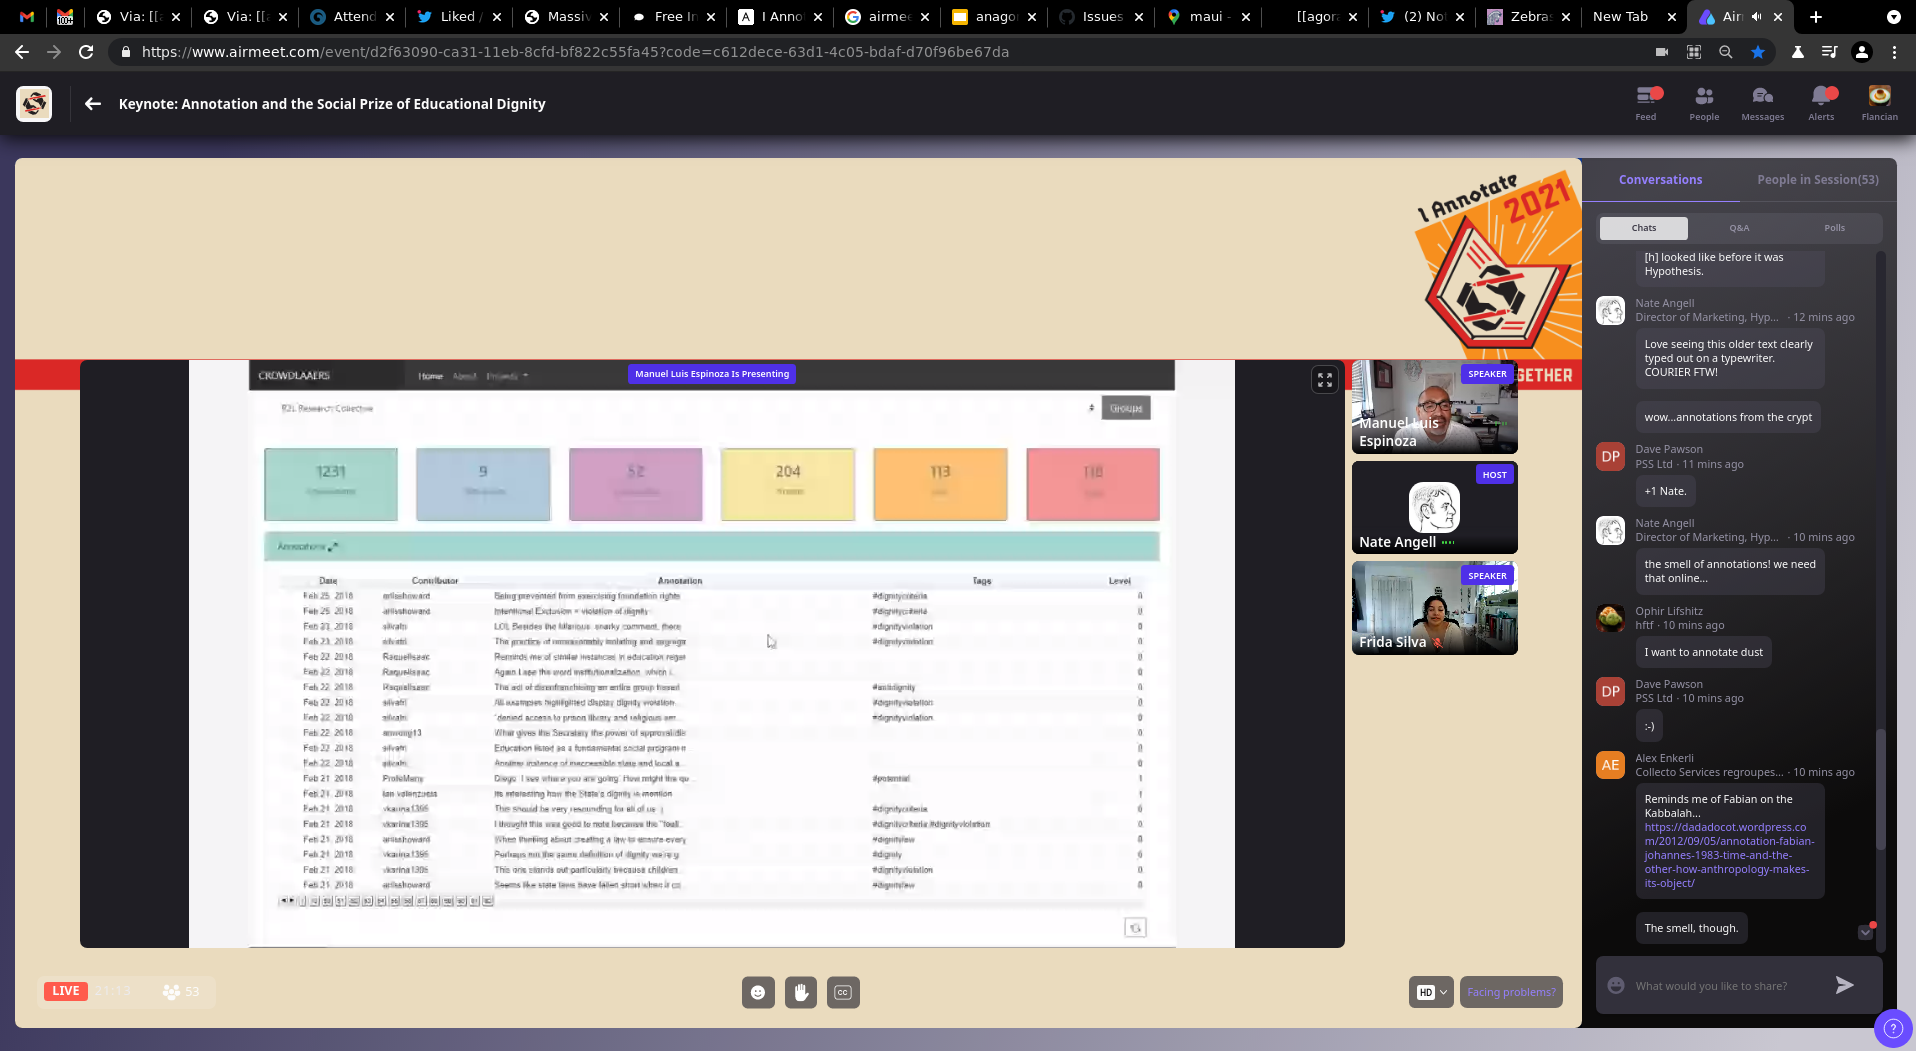 Via: [[a
Via: [[a
Attend
Liked /
Massiv
Free In
I Anno
airmee
anago
Issues
maui -
[[agora
(2) No
Zebra
New Tab
Air
https://www.airmeet.com/event/d2f63090-ca31-11eb-8cfd-bf822c55fa45?code=c612dece-63d1-4c05-bdaf-d70f96be67da
Keynote: Annotation and the Social Prize of Educational Dignity
Feed
People
Messages
Alerts
Flancian
I Annotate
2021
GETHER
CROWDLAAERS
Home About Projects
Manuel Luis Espinoza Is Presenting
R2L Research Collective
Groups
1231
9
52
204
113
118
Annotations
Date Contributor Annotation Tags Level
Feb 25, 2018 arlisshoward Being prevented from exercising foundation rights #dignitycriteria 0
Feb 25, 2018 arlisshoward Intentional Exclusion = violation of dignity #dignitycriteria 0
Feb 23, 2018 silvatri LOL Besides the hilarious, snarky comment, there #dignityviolation 0
Feb 23, 2018 silvatri The practice of unreasonably isolating and segregat #dignityviolation 0
Feb 22, 2018 Raquelisaac Reminds me of similar instances in education regar 0
Feb 22, 2018 Raquelisaac Again I see this word institutionalization, which i... 0
Feb 22, 2018 Raquelisaac The act of disenfranchising an entire group based #antidignity 0
Feb 22, 2018 silvatri All examples highlighted display dignity violation... #dignityviolation 0
Feb 22, 2018 silvatri "denied access to prison library and religious ser... #dignityviolation 0
Feb 22, 2018 What gives the Secretary the power of 0
Feb 22, 2018 silvatri Education listed as a fundamental social program 0
Feb 22, 2018 silvatri Another instance of inaccessible state and local a... 0
Feb 21, 2018 ProfeMany Diego, I see where you are going. How might the qu... #potential 1
Feb 21, 2018 Ian valenzuela Its interesting how the State's dignity is mention 1
Feb 21, 2018 vkarina1395 This should be very resounding for all of us :) #dignitycriteria 0
Feb 21, 2018 vkarina1395 I thought this was good to note because the "feeli... #dignitycriteria,#dignityviolation 0
Feb 21, 2018 arlisshoward When thinking about creating a law to ensure every #dignitylaw 0
Feb 21, 2018 vkarina1395 Perhaps not the same definition of dignity we're g #dignity 0
Feb 21, 2018 vkarina1395 This one stands out particularly because children... #dignityviolation 0
Feb 21, 2018 arlisshoward Seems like state laws have fallen short when it co... #dignitylaw 0
SPEAKER
Manuel Luis
Espinoza
HOST
Nate Angell
SPEAKER
Frida Silva
LIVE 21:13 53
CC
HD
Facing problems?
Conversations
People in Session(53)
Chats
Q&A
Polls
[h] looked like before it was
Hypothesis.
Nate Angell
Director of Marketing, Hyp... · 12 mins ago
Love seeing this older text clearly
typed out on a typewriter.
COURIER FTW!
wow...annotations from the crypt
DP
Dave Pawson
PSS Ltd · 11 mins ago
+1 Nate.
Nate Angell
Director of Marketing, Hyp... · 10 mins ago
the smell of annotations! we need
that online...
Ophir Lifshitz
hftf · 10 mins ago
I want to annotate dust
DP
Dave Pawson
PSS Ltd · 10 mins ago
:-)
AE
Alex Enkerli
Collecto Services regroupes... · 10 mins ago
Reminds me of Fabian on the
Kabbalah...
https://dadadocot.wordpress.co
m/2012/09/05/annotation-fabian-
johannes-1983-time-and-the-
other-how-anthropology-makes-
its-object/
The smell, though.
What would you like to share?